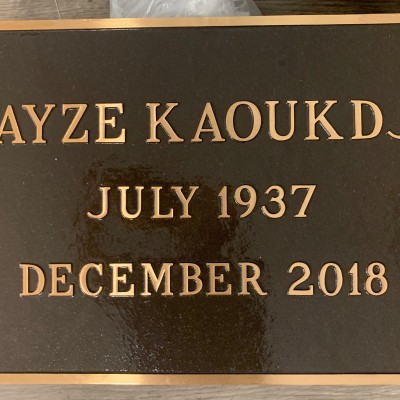 AYZE KAOUKDJ
JULY 1937
DECEMBER 2018